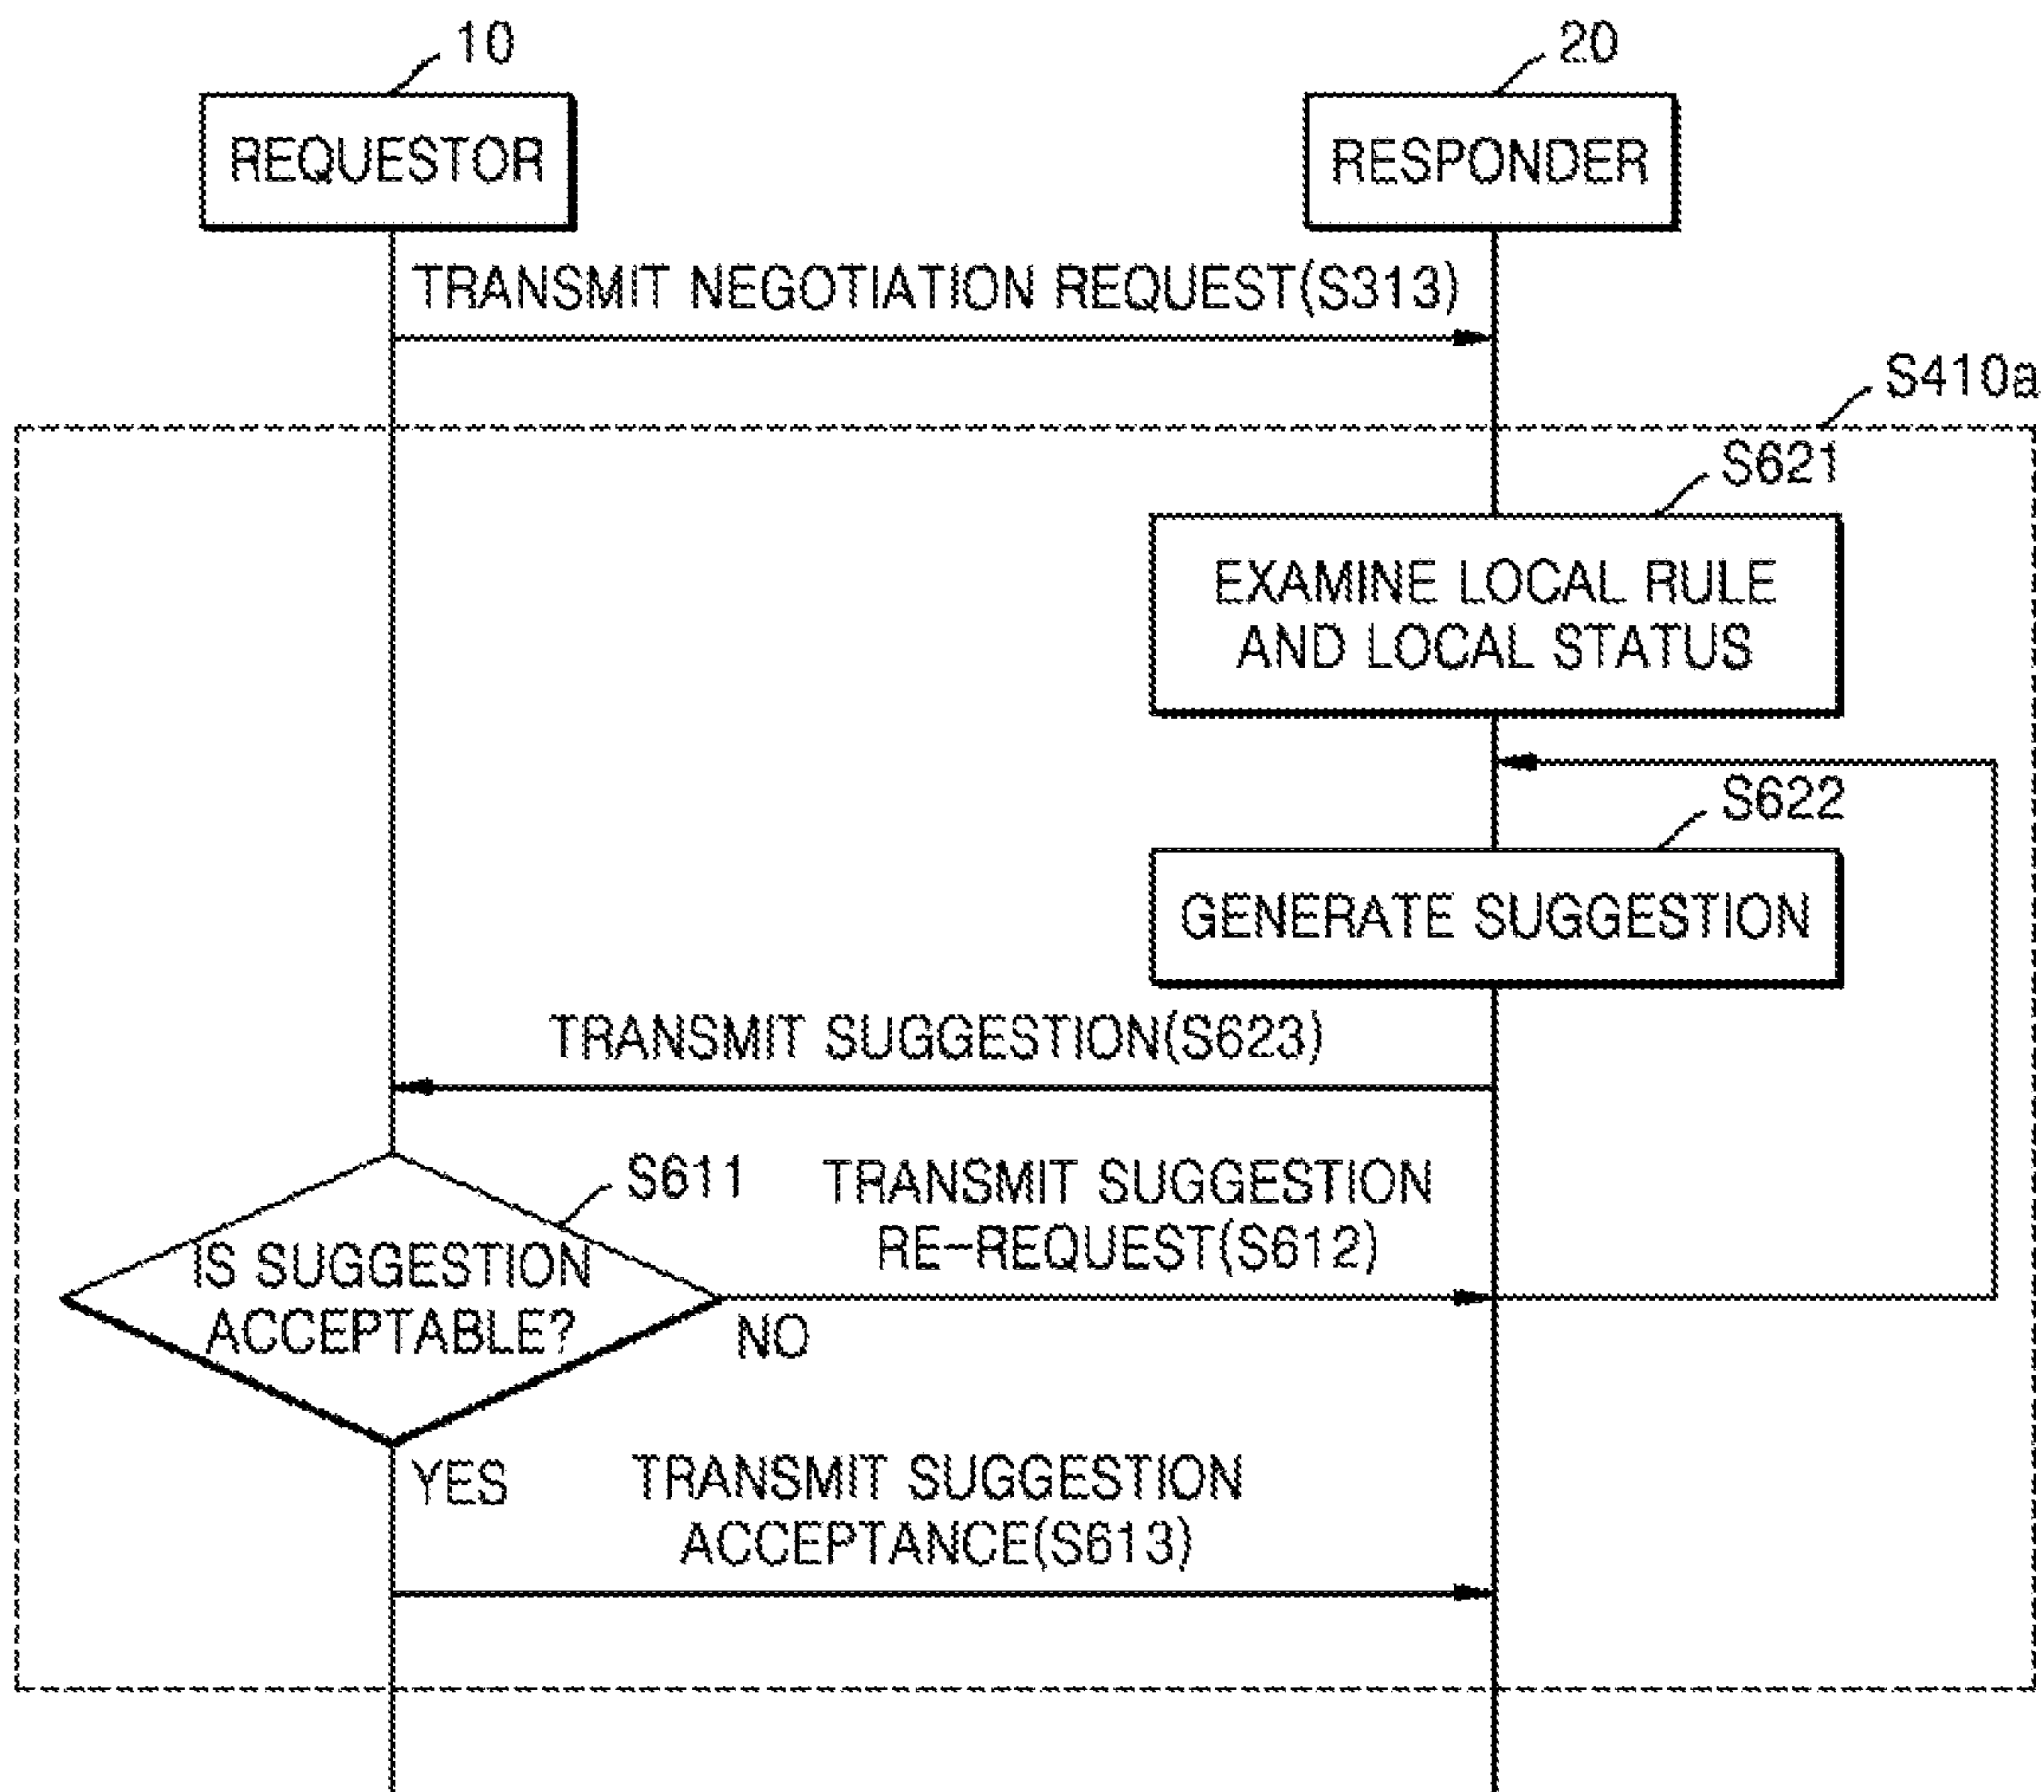 10
20
REQUESTOR
RESPONDER
TRANSMIT NEGOTIATION REQUEST(S313)
S410a
S621
EXAMINE LOCAL RULE
AND LOCAL STATUS
S622
GENERATE SUGGESTION
TRANSMIT SUGGESTION(S623)
S611
TRANSMIT SUGGESTION
RE-REQUEST(S612)
IS SUGGESTION
ACCEPTABLE?
NO
YES
TRANSMIT SUGGESTION
ACCEPTANCE(S613)